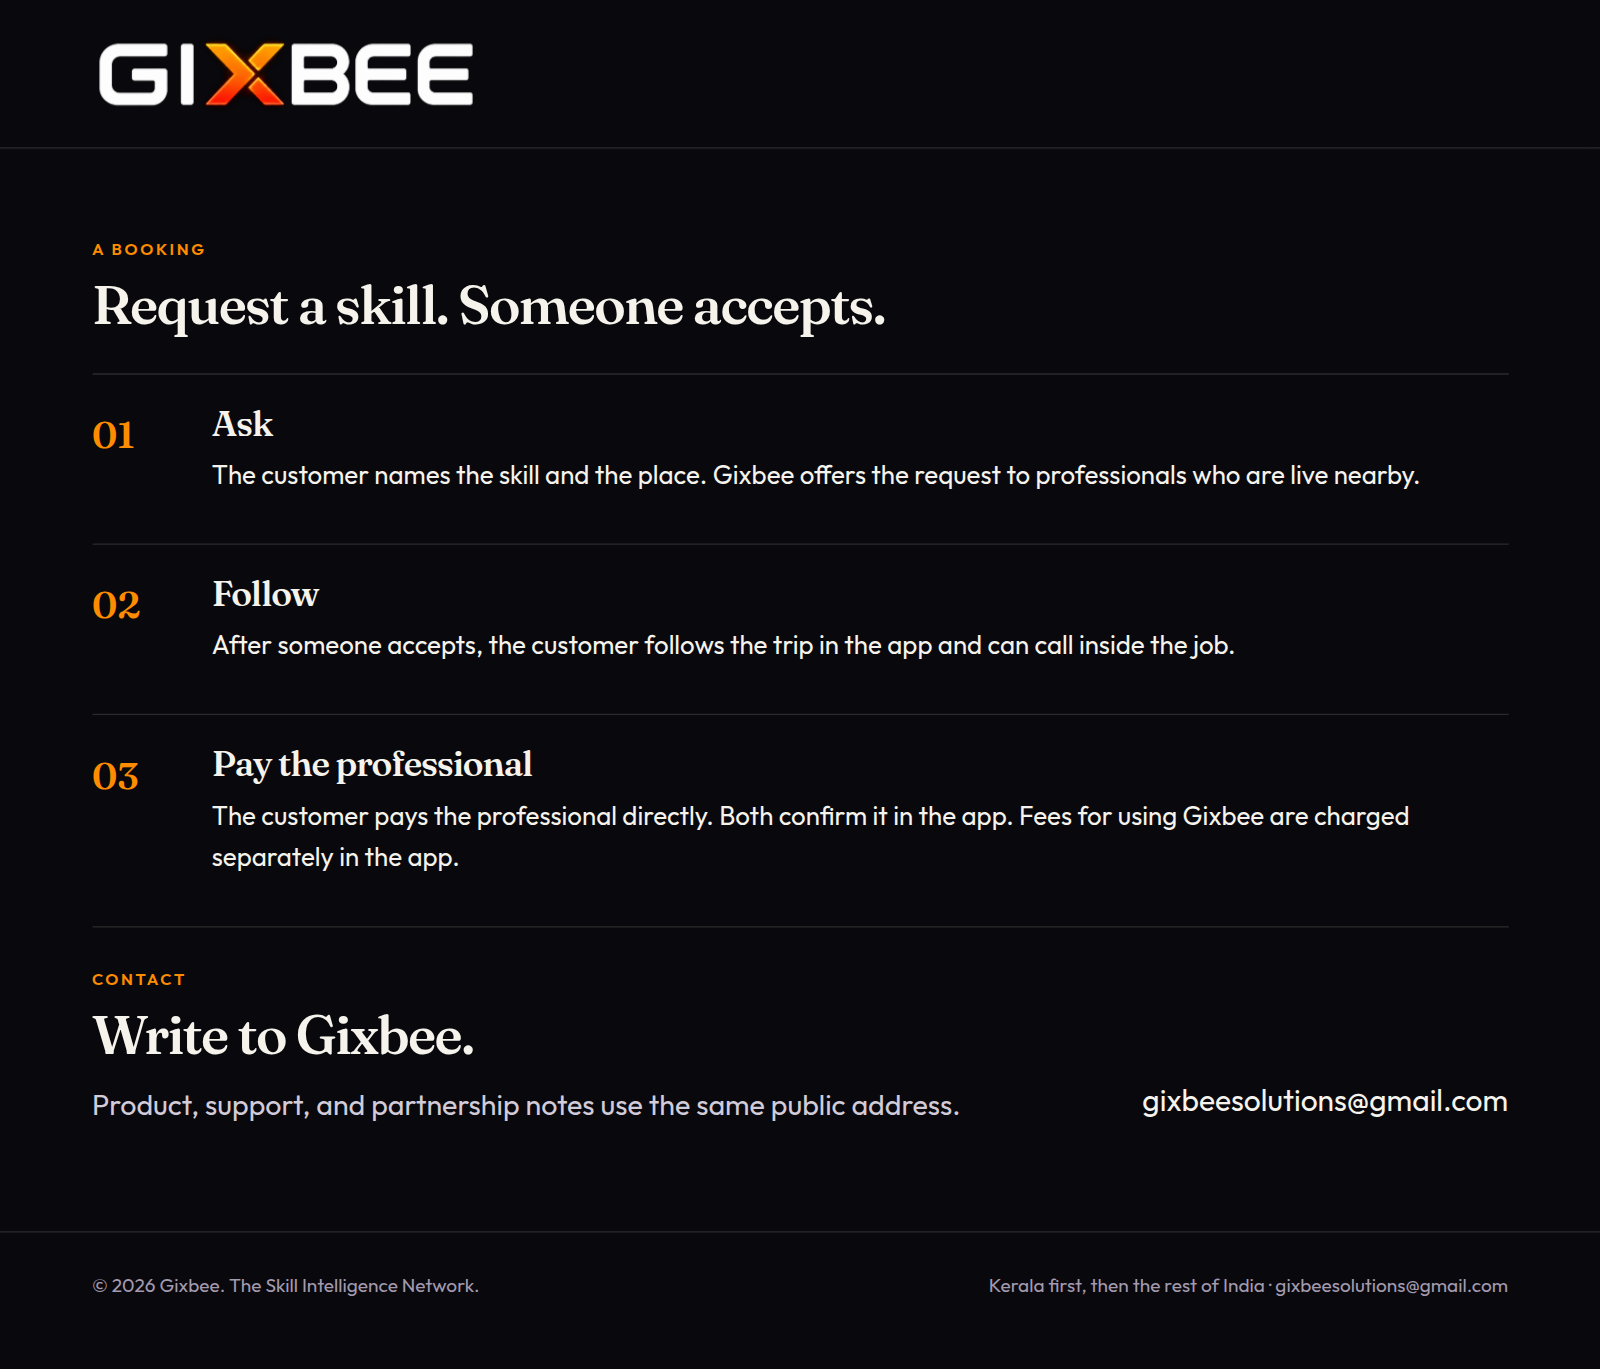 GIXBEE
A BOOKING
Request a skill. Someone accepts.
01
Ask
The customer names the skill and the place. Gixbee offers the request to professionals who are live nearby.
02
Follow
After someone accepts, the customer follows the trip in the app and can call inside the job.
03
Pay the professional
The customer pays the professional directly. Both confirm it in the app. Fees for using Gixbee are charged
separately in the app.
CONTACT
Write to Gixbee.
Product, support, and partnership notes use the same public address.
gixbeesolutions@gmail.com
© 2026 Gixbee. The Skill Intelligence Network.
Kerala first, then the rest of India · gixbeesolutions@gmail.com